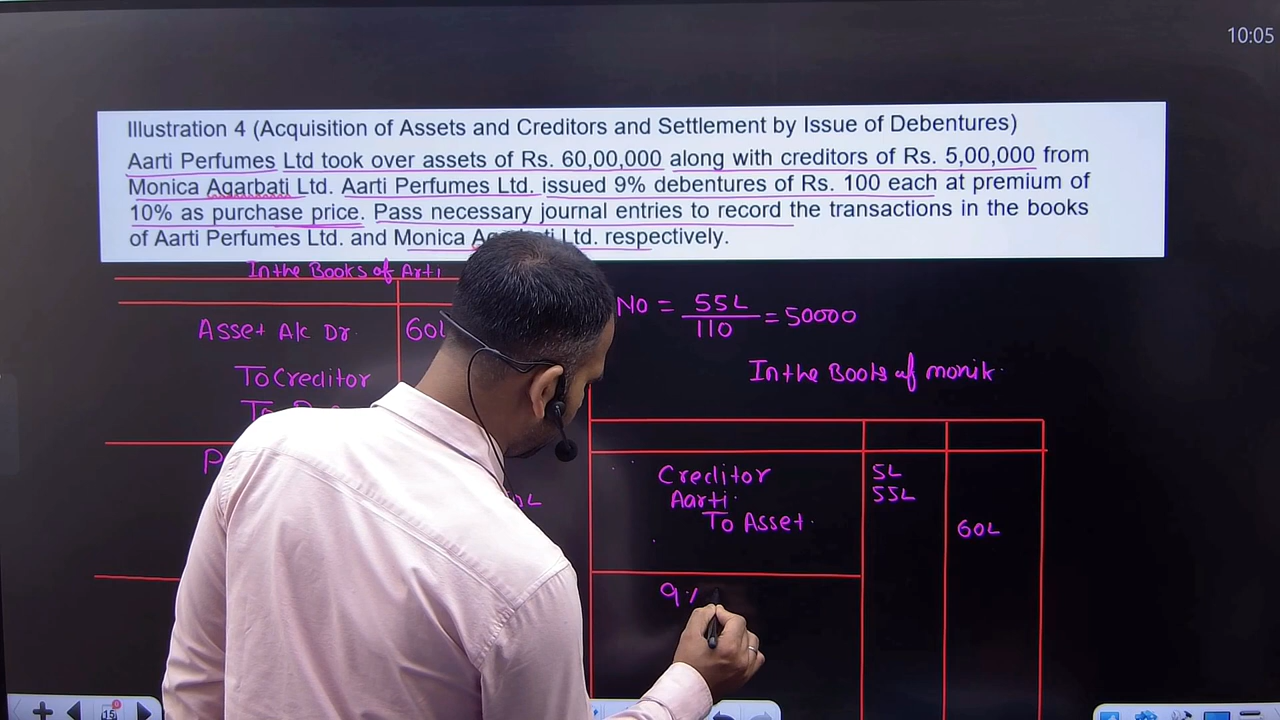 10:05
Illustration 4 (Acquisition of Assets and Creditors and Settlement by Issue of Debentures)
Aarti Perfumes Ltd took over assets of Rs. 60,00,000 along with creditors of Rs. 5,00,000 from
Monica Agarbati Ltd. Aarti Perfumes Ltd. issued 9% debentures of Rs. 100 each at premium of
10% as purchase price. Pass necessary journal entries to record the transactions in the books
of Aarti Perfumes Ltd. and Monica Ltd. respectively.
In the Books of Arti
Asset A/c Dr. 60L
To Creditor
To
NO = 55L / 110 = 50000
In the Books of monik.
Creditor 5L
Aarti. 55L
To Asset. 60L
9%
15